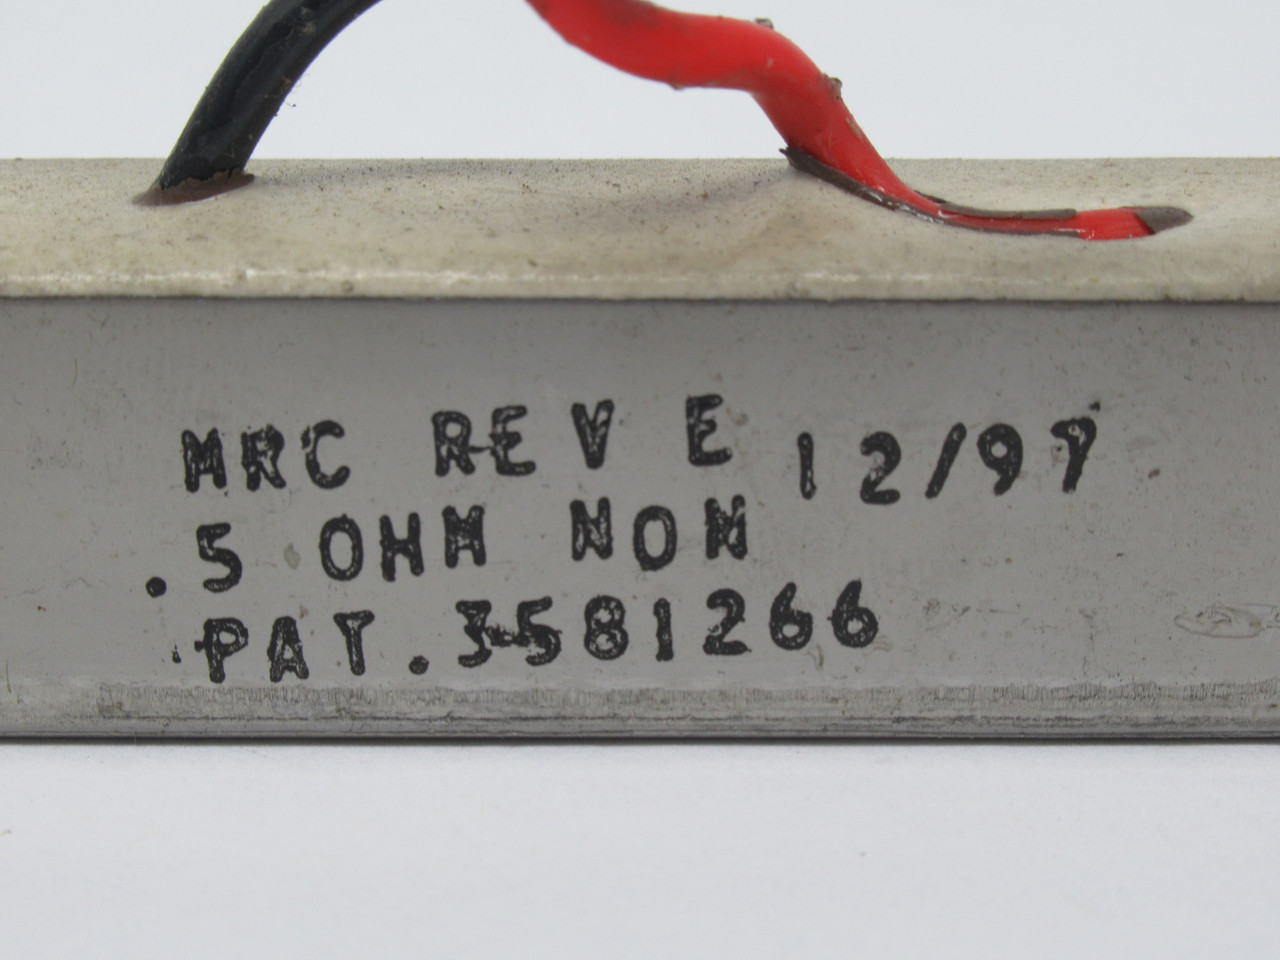 MRC REV E 12/97
.5 OHM NON
PAT.3581266